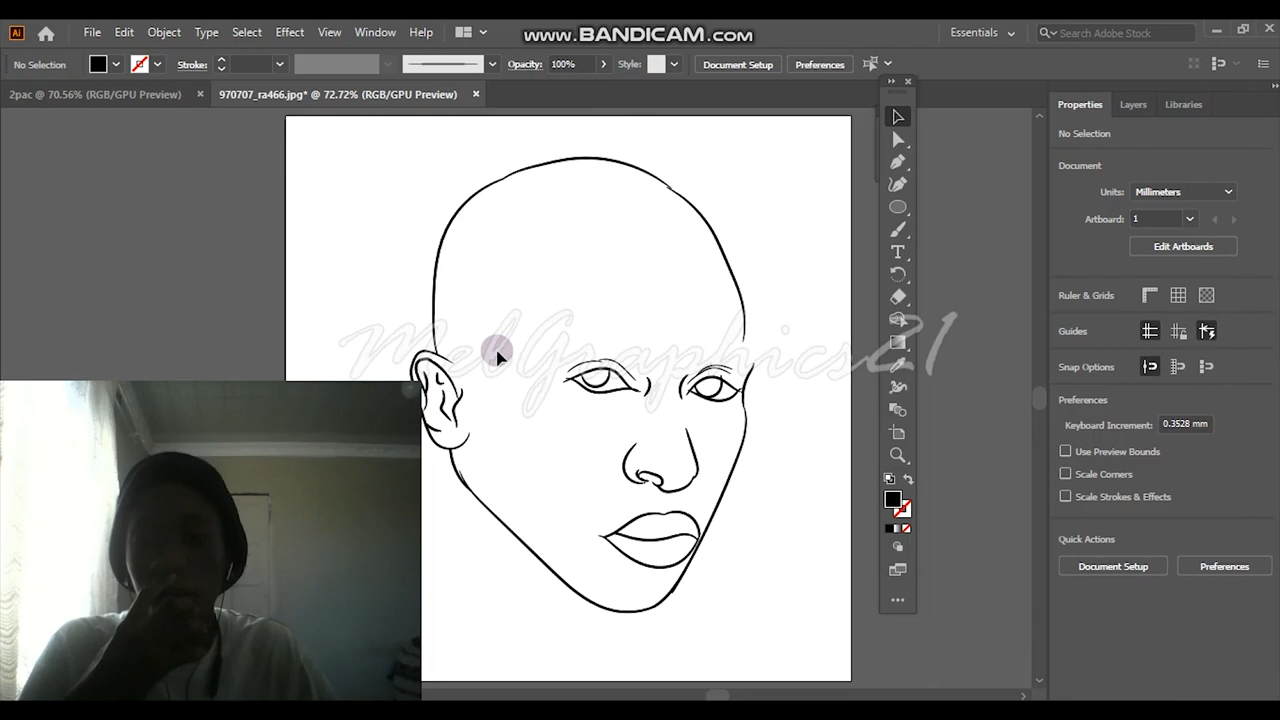 www.BANDICAM.com
Ai File Edit Object Type Select Effect View Window Help Essentials Search Adobe Stock
No Selection Stroke: Opacity: 100% Style: Document Setup Preferences
2pac @ 70.56% (RGB/GPU Preview) 970707_ra466.jpg* @ 72.72% (RGB/GPU Preview)
Properties Layers Libraries
No Selection
Document
Units: Millimeters
Artboard: 1
Edit Artboards
Ruler & Grids
Guides
Snap Options
Preferences
Keyboard Increment: 0.3528 mm
Use Preview Bounds
Scale Corners
Scale Strokes & Effects
Quick Actions
Document Setup Preferences
MelGraphics21
T